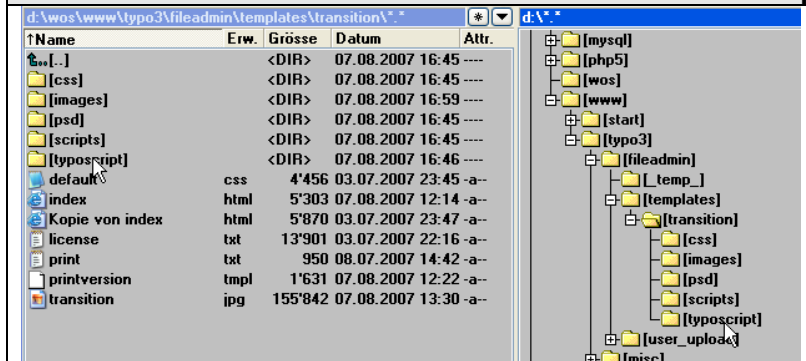 d:\wos\www\typo3\fileadmin\templates\transition\*.*
↑Name Erw. Grösse Datum Attr.
[..] <DIR> 07.08.2007 16:45 ----
[css] <DIR> 07.08.2007 16:45 ----
[images] <DIR> 07.08.2007 16:59 ----
[psd] <DIR> 07.08.2007 16:45 ----
[scripts] <DIR> 07.08.2007 16:45 ----
[typoscript] <DIR> 07.08.2007 16:46 ----
default css 4'456 03.07.2007 23:45 -a--
index html 5'303 07.08.2007 12:14 -a--
Kopie von index html 5'870 03.07.2007 23:47 -a--
license txt 13'901 03.07.2007 22:16 -a--
print txt 950 08.07.2007 14:42 -a--
printversion tmpl 1'631 07.08.2007 12:22 -a--
transition jpg 155'842 07.08.2007 13:30 -a--
d:\*.*
[mysql]
[php5]
[wos]
[www]
[start]
[typo3]
[fileadmin]
[_temp_]
[templates]
[transition]
[css]
[images]
[psd]
[scripts]
[typoscript]
[user_upload]
[misc]